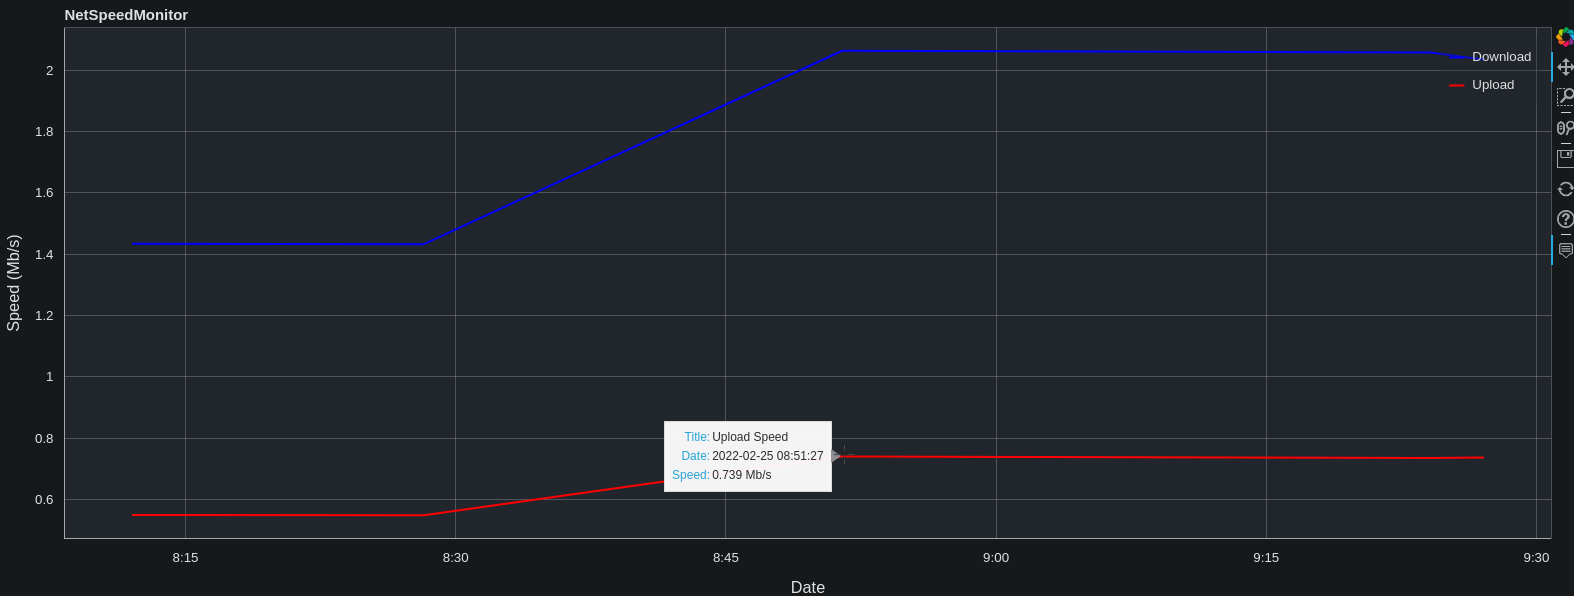 NetSpeedMonitor
Download
Upload
2
1.8
1.6
1.4
1.2
1
0.8
0.6
Speed (Mb/s)
Title: Upload Speed
Date: 2022-02-25 08:51:27
Speed: 0.739 Mb/s
8:15 8:30 8:45 9:00 9:15 9:30
Date